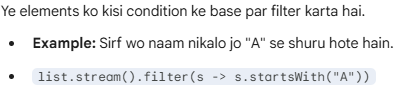 Ye elements ko kisi condition ke base par filter karta hai.
• Example: Sirf wo naam nikalo jo "A" se shuru hote hain.
• list.stream().filter(s -> s.startsWith("A"))